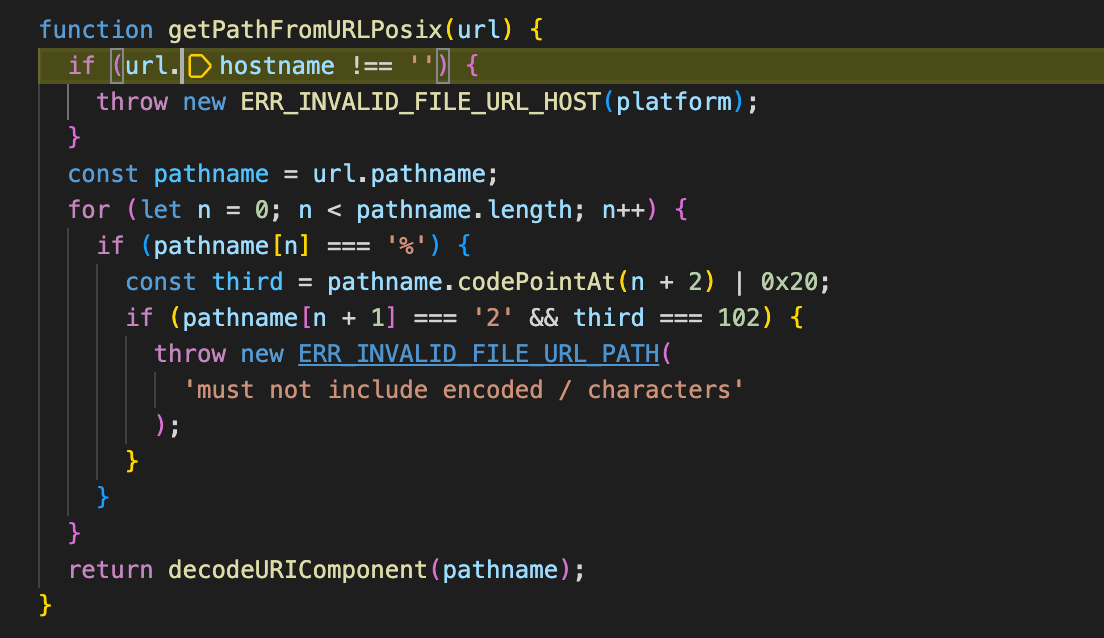 function getPathFromURLPosix(url) {
  if (url.hostname !== '') {
    throw new ERR_INVALID_FILE_URL_HOST(platform);
  }
  const pathname = url.pathname;
  for (let n = 0; n < pathname.length; n++) {
    if (pathname[n] === '%') {
      const third = pathname.codePointAt(n + 2) | 0x20;
      if (pathname[n + 1] === '2' && third === 102) {
        throw new ERR_INVALID_FILE_URL_PATH(
          'must not include encoded / characters'
        );
      }
    }
  }
  return decodeURIComponent(pathname);
}